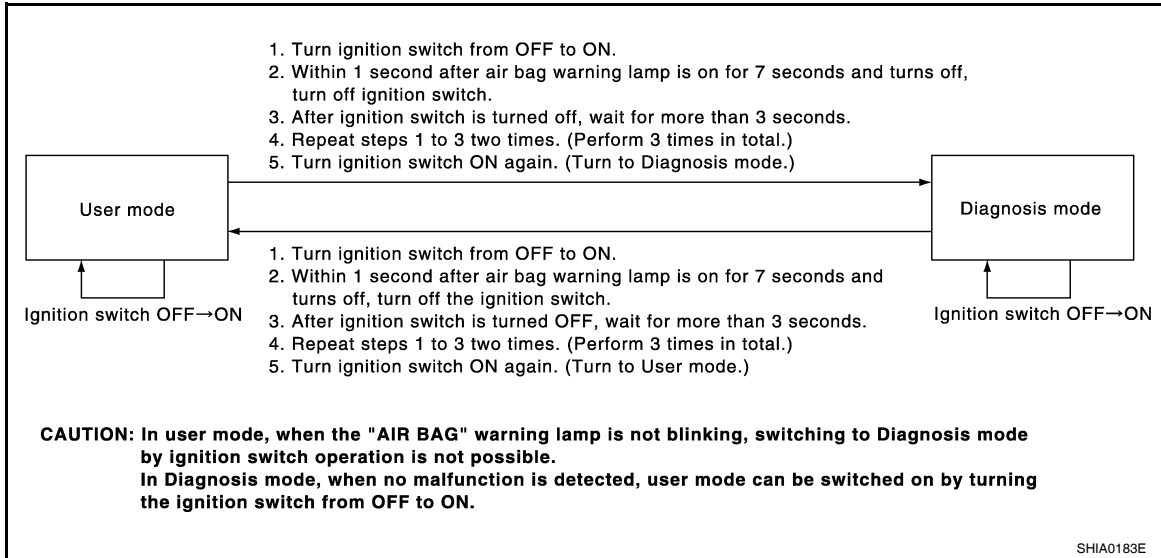 1. Turn ignition switch from OFF to ON.
2. Within 1 second after air bag warning lamp is on for 7 seconds and turns off,
turn off ignition switch.
3. After ignition switch is turned off, wait for more than 3 seconds.
4. Repeat steps 1 to 3 two times. (Perform 3 times in total.)
5. Turn ignition switch ON again. (Turn to Diagnosis mode.)
User mode
Diagnosis mode
1. Turn ignition switch from OFF to ON.
2. Within 1 second after air bag warning lamp is on for 7 seconds and
turns off, turn off the ignition switch.
3. After ignition switch is turned OFF, wait for more than 3 seconds.
4. Repeat steps 1 to 3 two times. (Perform 3 times in total.)
5. Turn ignition switch ON again. (Turn to User mode.)
Ignition switch OFF→ON
Ignition switch OFF→ON
CAUTION: In user mode, when the "AIR BAG" warning lamp is not blinking, switching to Diagnosis mode
by ignition switch operation is not possible.
In Diagnosis mode, when no malfunction is detected, user mode can be switched on by turning
the ignition switch from OFF to ON.
SHIA0183E